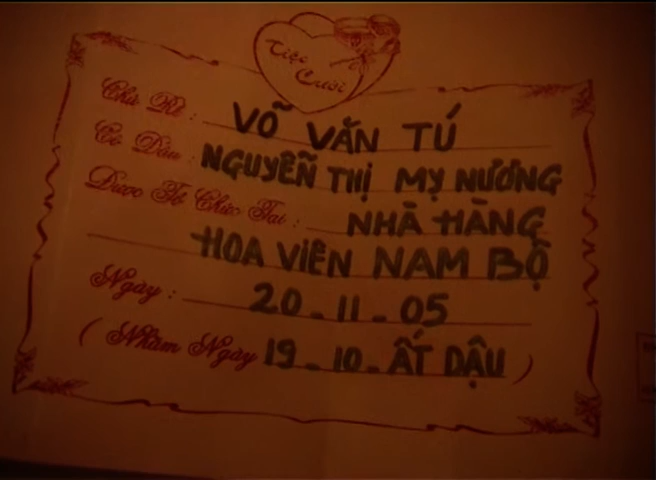 Tiệc
Cưới
Chú Rể : VÕ VĂN TÚ
Cô Dâu : NGUYỄN THỊ MỴ NƯƠNG
Được Tổ Chức Tại : NHÀ HÀNG
HOA VIÊN NAM BỘ
Ngày : 20 . 11 . 05
( Nhằm Ngày 19 . 10 . ẤT DẬU )